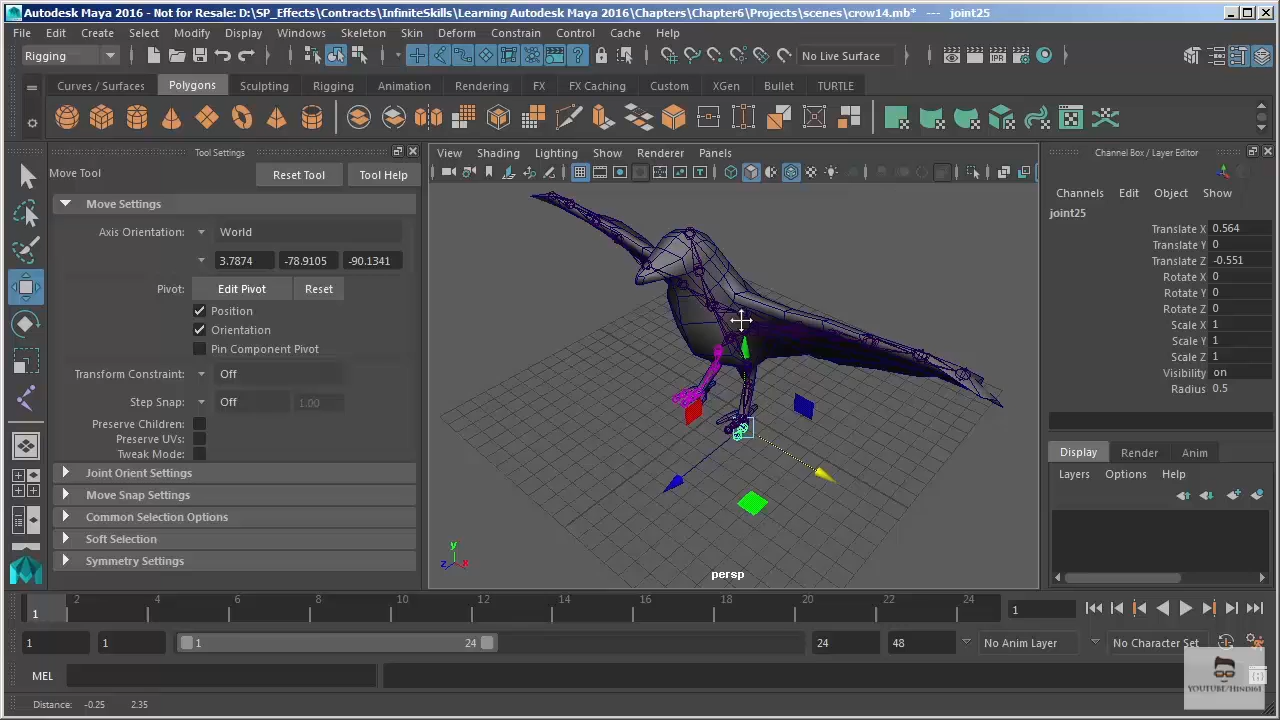 Autodesk Maya 2016 - Not for Resale: D:\SP_Effects\Contracts\InfiniteSkills\Learning Autodesk Maya 2016\Chapters\Chapter6\Projects\scenes\crow14.mb* --- joint25
File Edit Create Select Modify Display Windows Skeleton Skin Deform Constrain Control Cache Help
Rigging No Live Surface IPR
Curves / Surfaces Polygons Sculpting Rigging Animation Rendering FX FX Caching Custom XGen Bullet TURTLE
Tool Settings
Move Tool Reset Tool Tool Help
Move Settings
Axis Orientation: World
3.7874 -78.9105 -90.1341
Pivot: Edit Pivot Reset
Position
Orientation
Pin Component Pivot
Transform Constraint: Off
Step Snap: Off 1.00
Preserve Children:
Preserve UVs:
Tweak Mode:
Joint Orient Settings
Move Snap Settings
Common Selection Options
Soft Selection
Symmetry Settings
View Shading Lighting Show Renderer Panels
y
z x
persp
Channel Box / Layer Editor
Channels Edit Object Show
joint25
Translate X 0.564
Translate Y 0
Translate Z -0.551
Rotate X 0
Rotate Y 0
Rotate Z 0
Scale X 1
Scale Y 1
Scale Z 1
Visibility on
Radius 0.5
Display Render Anim
Layers Options Help
1 2 4 6 8 10 12 14 16 18 20 22 24 1
1 1 1 24 24 48 No Anim Layer No Character Set
MEL
YOUTUBE/HINDI61
Distance: -0.25 2.35